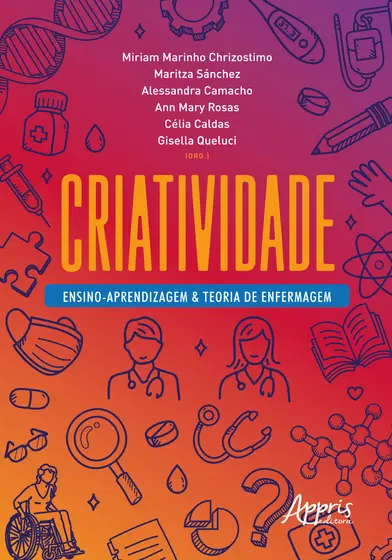 Miriam Marinho Chrizostimo
Maritza Sánchez
Alessandra Camacho
Ann Mary Rosas
Célia Caldas
Gisella Queluci
(ORG.)
CRIATIVIDADE
ENSINO-APRENDIZAGEM & TEORIA DE ENFERMAGEM
Appris
editora